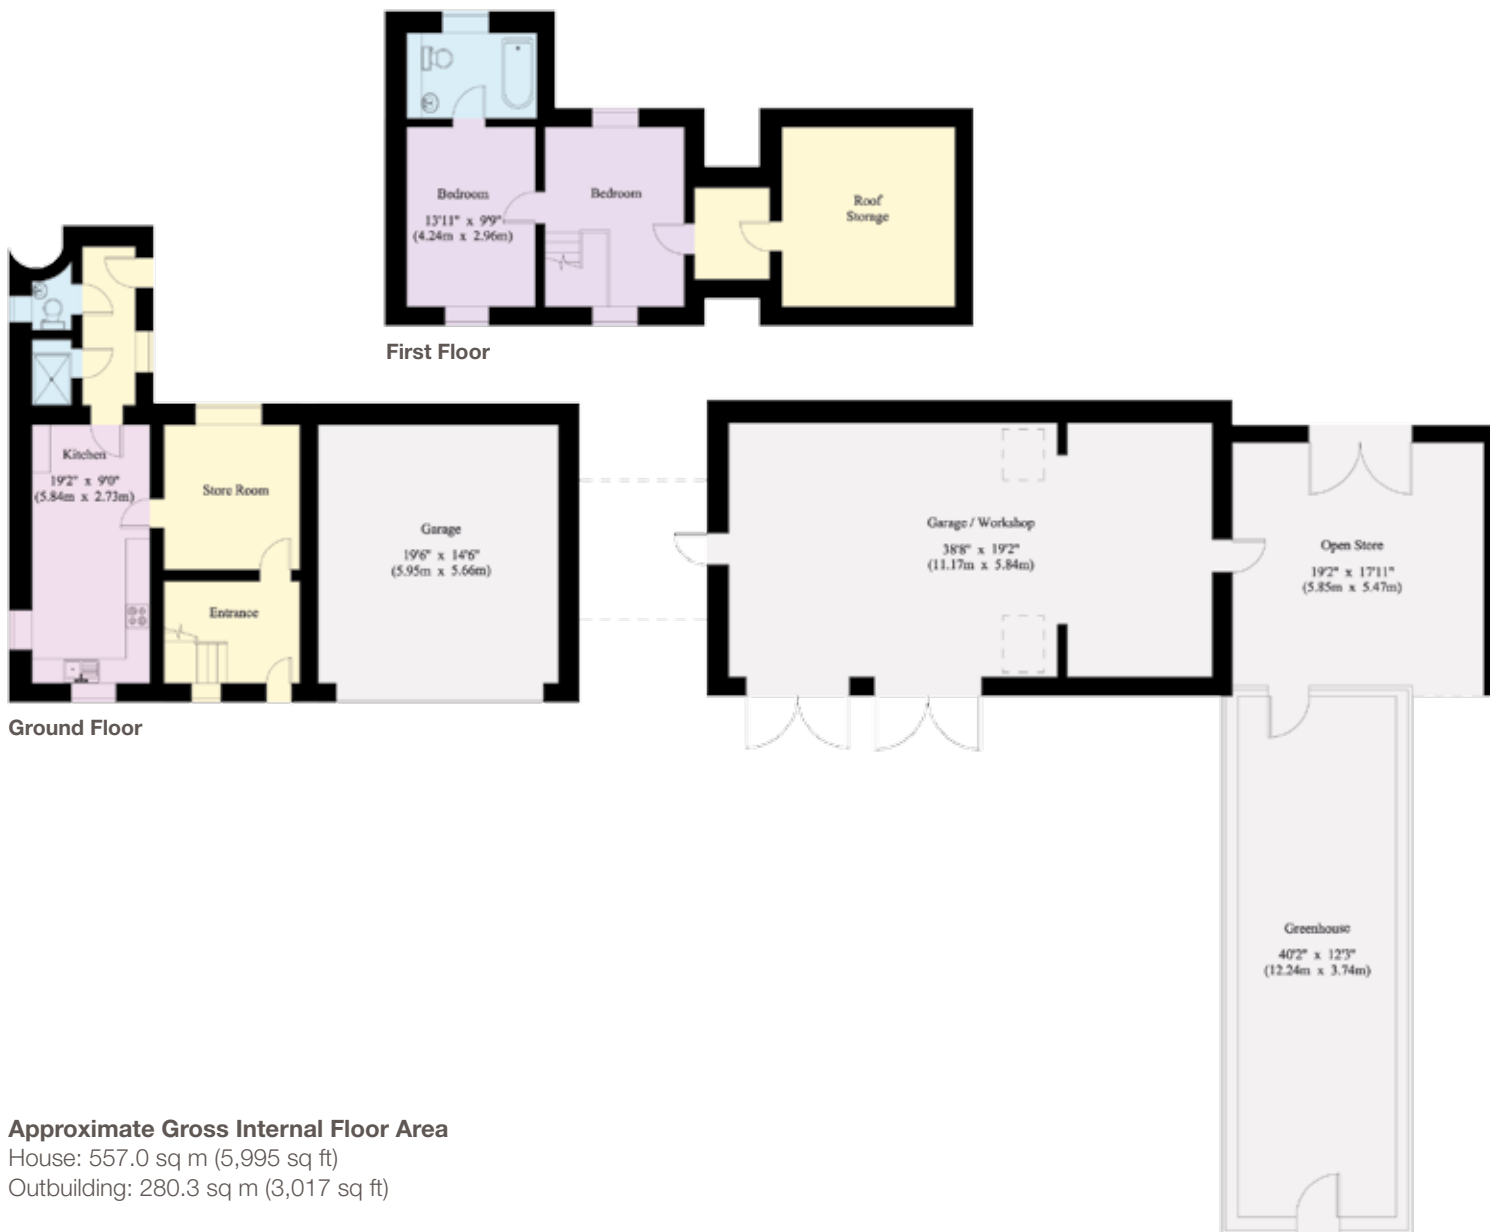 Bedroom
13'11" x 9'9"
(4.24m x 2.96m)
Bedroom
Roof
Storage
First Floor
Kitchen
19'2" x 9'0"
(5.84m x 2.73m)
Store Room
Entrance
Garage
19'6" x 14'6"
(5.95m x 5.66m)
Ground Floor
Garage / Workshop
38'8" x 19'2"
(11.17m x 5.84m)
Open Store
19'2" x 17'11"
(5.85m x 5.47m)
Greenhouse
40'2" x 12'3"
(12.24m x 3.74m)
Approximate Gross Internal Floor Area
House: 557.0 sq m (5,995 sq ft)
Outbuilding: 280.3 sq m (3,017 sq ft)